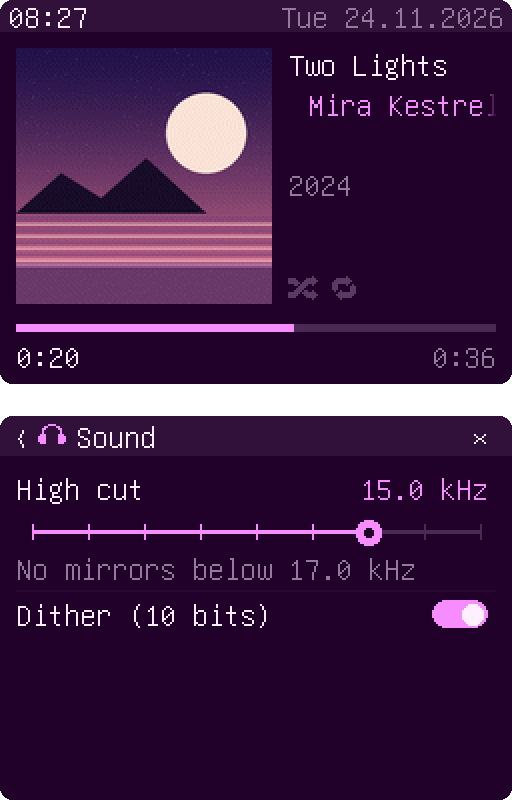 08:27 Tue 24.11.2026
Two Lights
Mira Kestrel
2024
0:20 0:36
Sound
High cut 15.0 kHz
No mirrors below 17.0 kHz
Dither (10 bits)